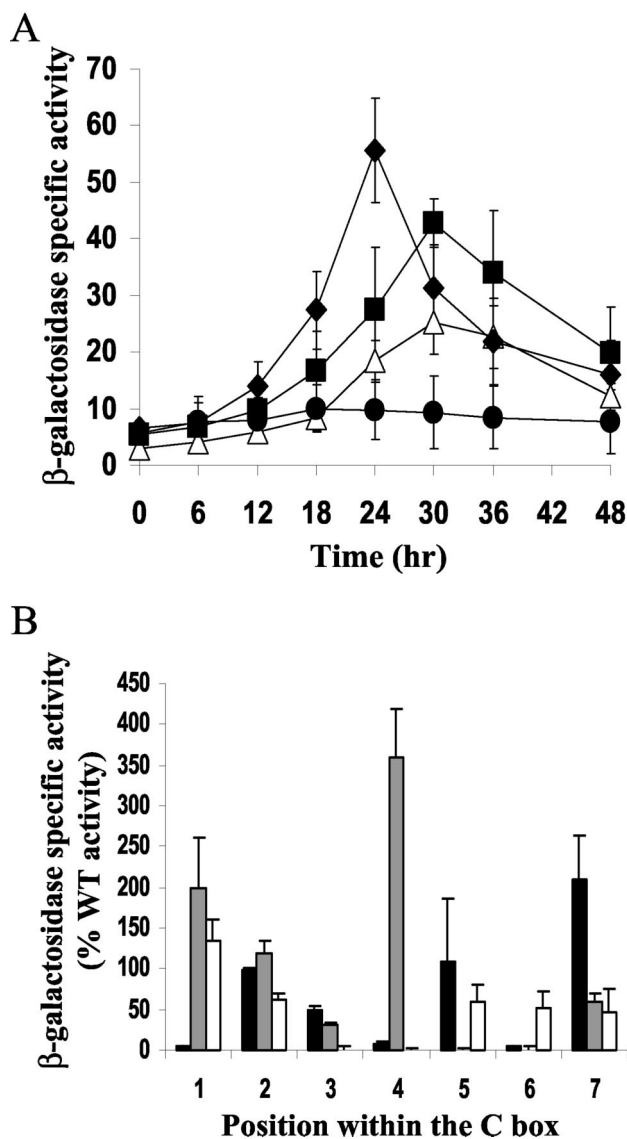 A
β-galactosidase specific activity
70
60
50
40
30
20
10
0
0 6 12 18 24 30 36 42 48
Time (hr)
B
β-galactosidase specific activity
(% WT activity)
450
400
350
300
250
200
150
100
50
0
1 2 3 4 5 6 7
Position within the C box